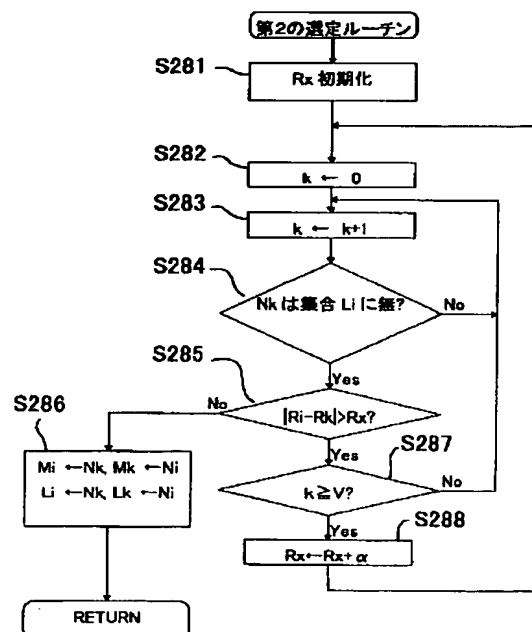 第2の選定ルーチン
S281
Rx 初期化
S282
k ← 0
S283
k ← k+1
S284
Nkは集合 Li に無?
No
Yes
S285
|Ri-Rk|>Rx?
No
Yes
S286
Mi ←Nk, Mk ←Ni
Li ←Nk, Lk ←Ni
S287
k≧V?
No
Yes
S288
Rx←Rx+α
RETURN